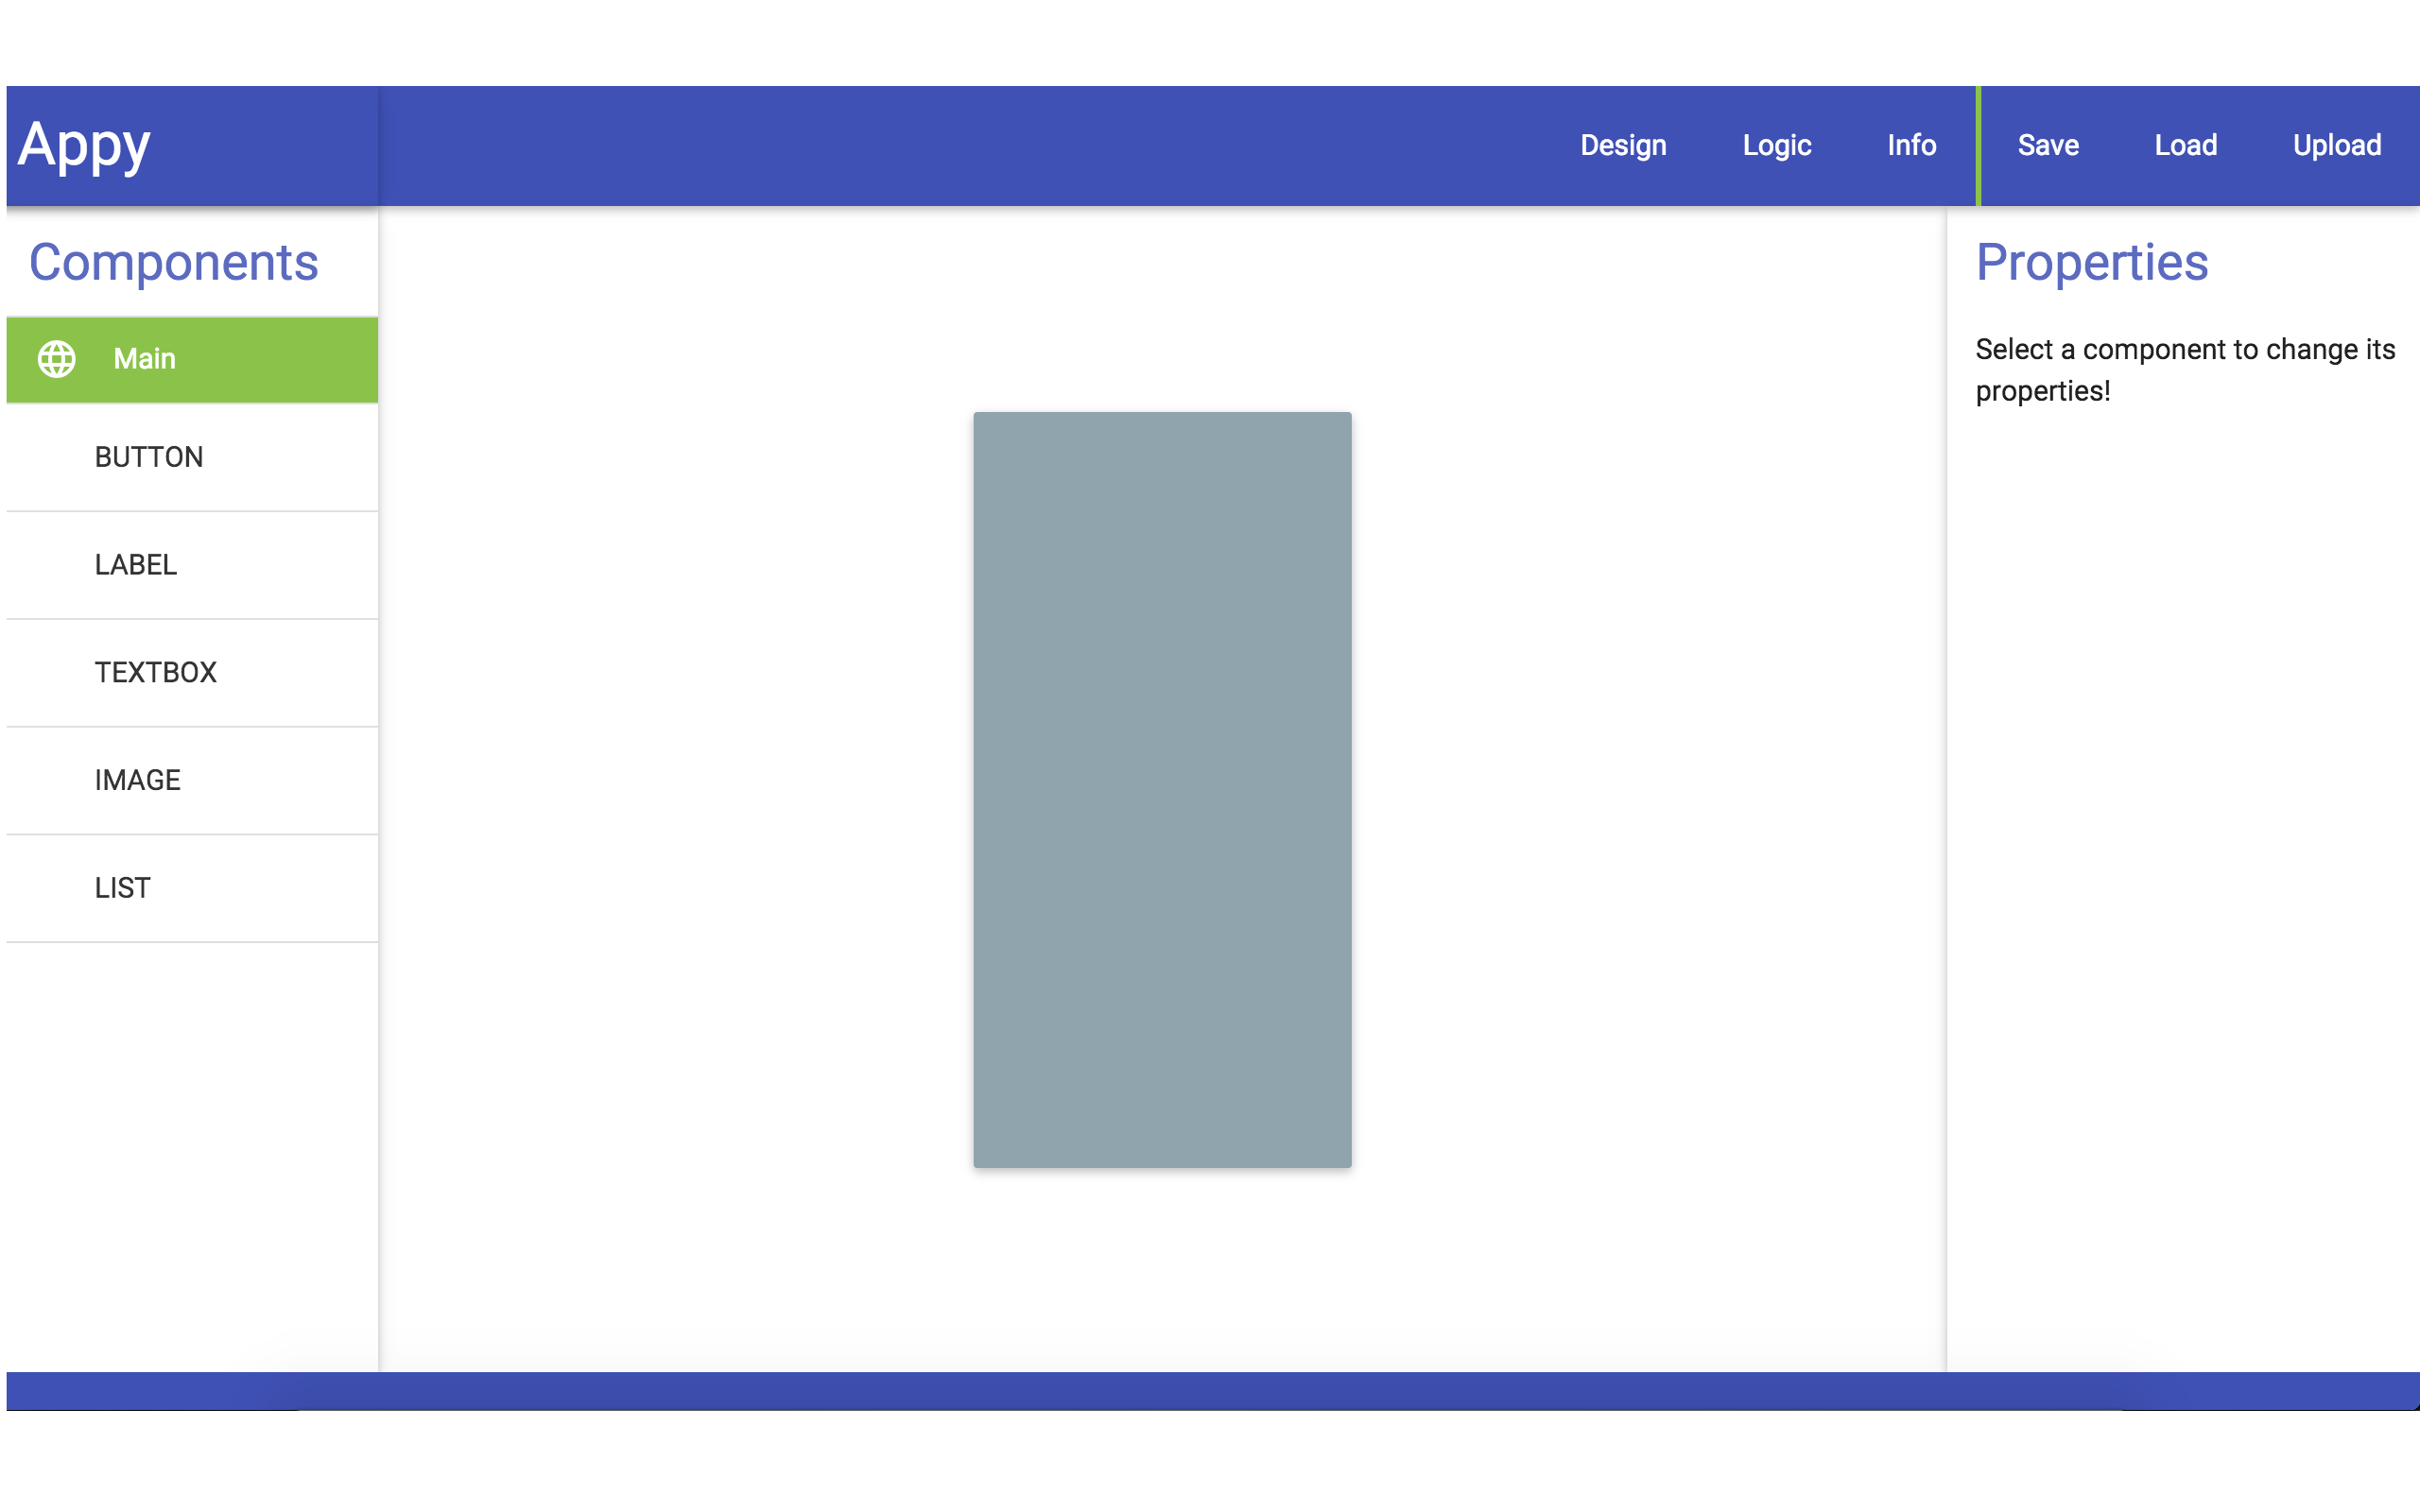 Appy
Design Logic Info Save Load Upload
Components
Main
BUTTON
LABEL
TEXTBOX
IMAGE
LIST
Properties
Select a component to change its
properties!